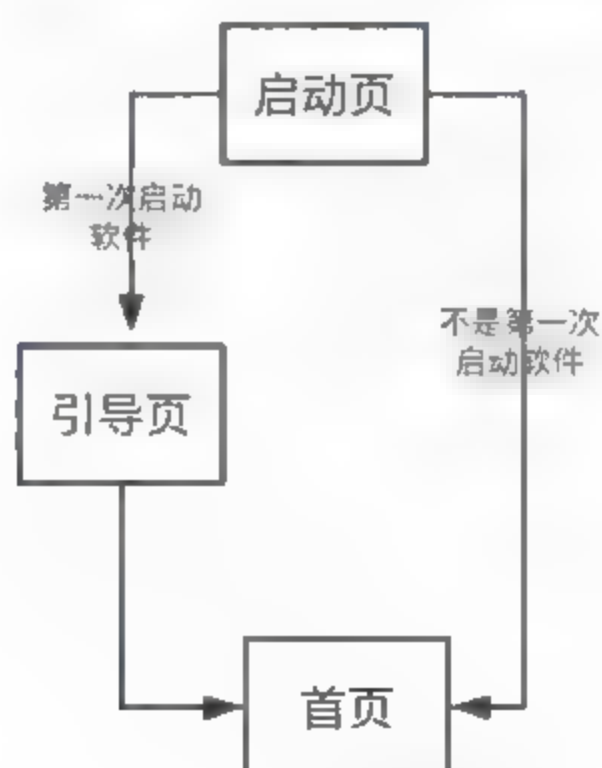 启动页
第一次启动
软件
不是第一次
启动软件
引导页
首页